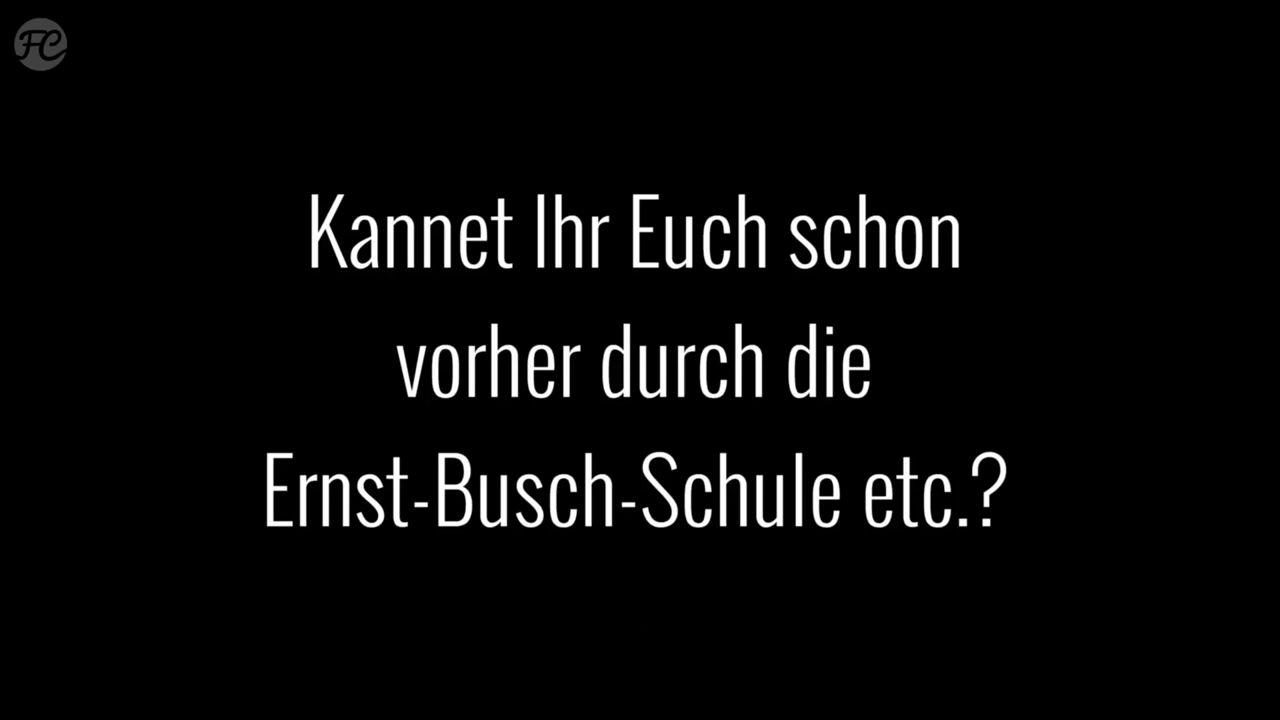 FC
Kannet Ihr Euch schon
vorher durch die
Ernst-Busch-Schule etc.?